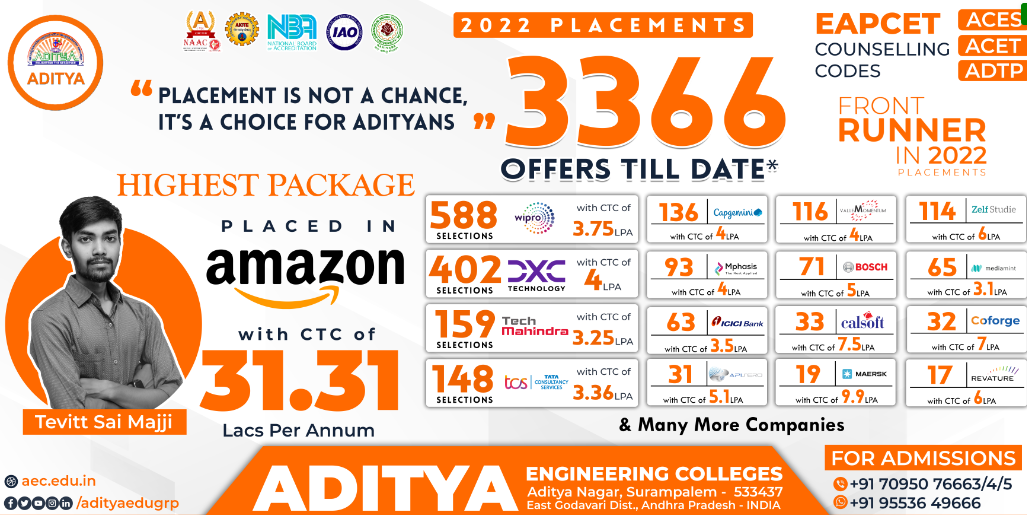 ADITYA
ADITYA
NAAC
AICTE
NBA
NATIONAL BOARD
of ACCREDITATION
IAO
2022 PLACEMENTS
EAPCET
COUNSELLING
CODES
ACES
ACET
ADTP
“PLACEMENT IS NOT A CHANCE,
IT’S A CHOICE FOR ADITYANS ”
3366
OFFERS TILL DATE*
FRONT
RUNNER
IN 2022
PLACEMENTS
HIGHEST PACKAGE
PLACED IN
amazon
with CTC of
31.31
Lacs Per Annum
Tevitt Sai Majji
588
SELECTIONS
wipro
with CTC of
3.75LPA
136 Capgemini
with CTC of 4LPA
116
with CTC of 4LPA
114 Zelf Studie
with CTC of 6LPA
402
SELECTIONS
DXC
TECHNOLOGY
with CTC of
4LPA
93 Mphasis
The Next Applied
with CTC of 4LPA
71 BOSCH
with CTC of 5LPA
65 mediamint
with CTC of 3.1LPA
159
SELECTIONS
Tech
Mahindra
with CTC of
3.25LPA
63 ICICI Bank
with CTC of 3.5LPA
33 calsoft
with CTC of 7.5LPA
32 Coforge
with CTC of 7LPA
148
SELECTIONS
tcs TATA
CONSULTANCY
SERVICES
with CTC of
3.36LPA
31
with CTC of 5.1LPA
19 MAERSK
with CTC of 9.9LPA
17 REVATURE
with CTC of 6LPA
& Many More Companies
aec.edu.in
/adityaedugrp
ADITYA
ENGINEERING COLLEGES
Aditya Nagar, Surampalem - 533437
East Godavari Dist., Andhra Pradesh - INDIA
FOR ADMISSIONS
+91 70950 76663/4/5
+91 95536 49666